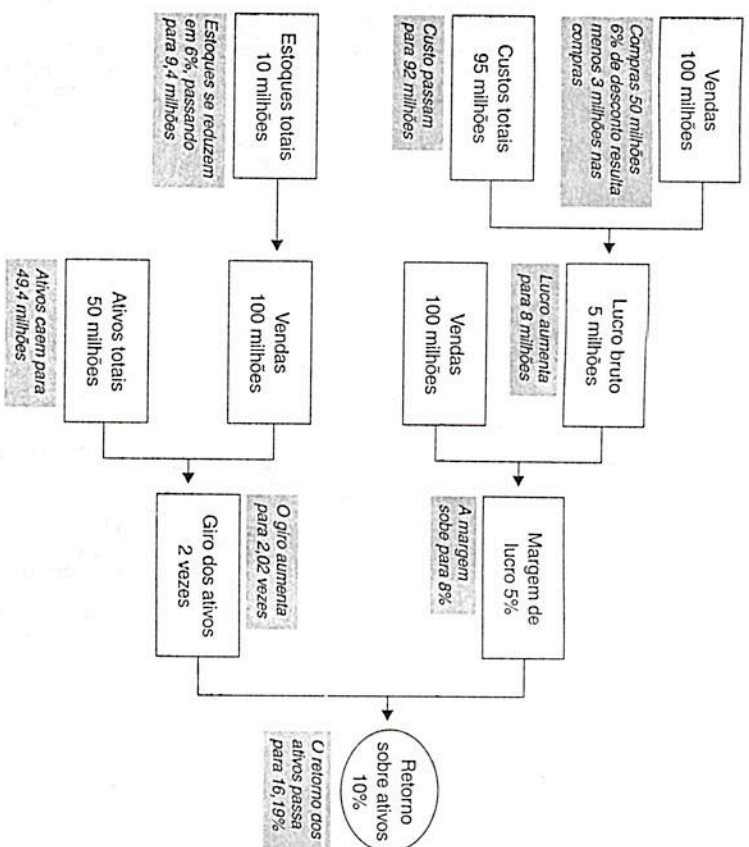 Vendas
100 milhões
Compras 50 milhões
6% de desconto resulta
menos 3 milhões nas
compras
Custos totais
95 milhões
Custo passam
para 92 milhões
Lucro bruto
5 milhões
Lucro aumenta
para 8 milhões
Vendas
100 milhões
Margem de
lucro 5%
A margem
sobe para 8%
Estoques totais
10 milhões
Estoques se reduzem
em 6%, passando
para 9,4 milhões
Vendas
100 milhões
Ativos totais
50 milhões
Ativos caem para
49,4 milhões
O giro aumenta
para 2,02 vezes
Giro dos ativos
2 vezes
Retorno
sobre ativos
10%
O retorno dos
ativos passa
para 16,19%